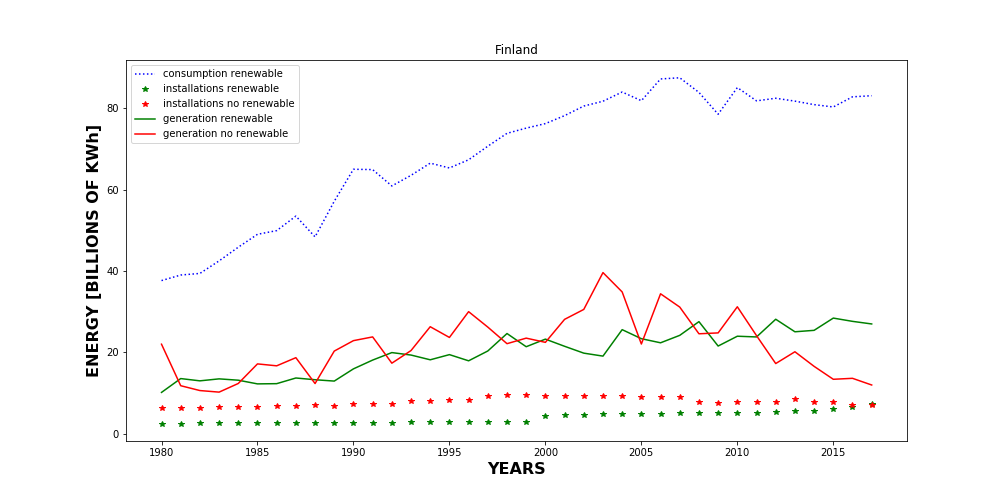 Finland
consumption renewable
installations renewable
installations no renewable
generation renewable
generation no renewable
ENERGY [BILLIONS OF KWh]
80
60
40
20
0
1980 1985 1990 1995 2000 2005 2010 2015
YEARS